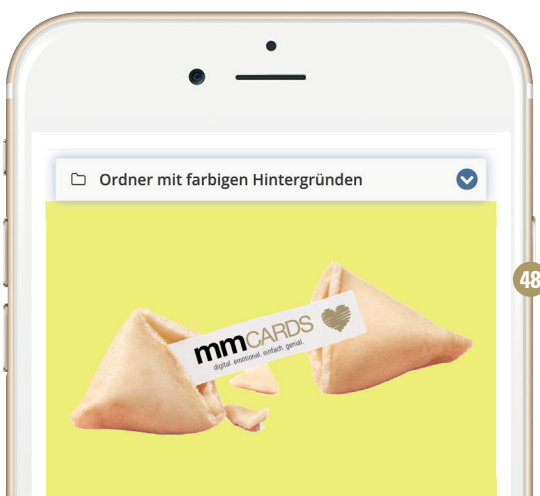 Ordner mit farbigen Hintergründen
48
mmCARDS
digital. emotional. einfach. genial.